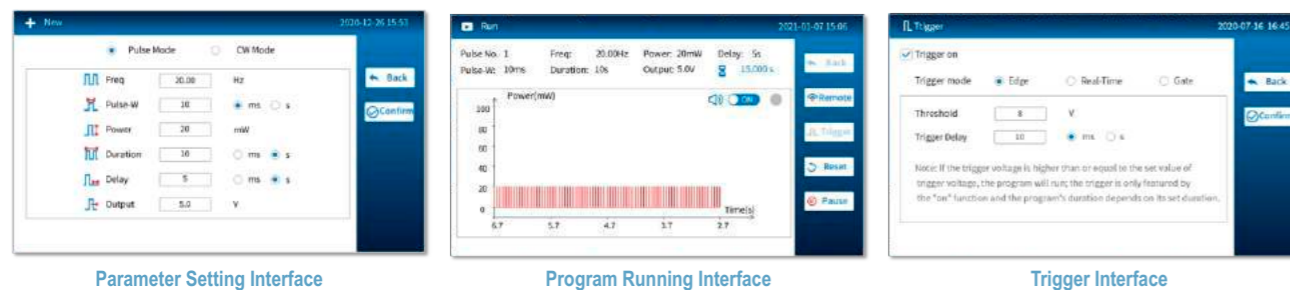 New 2020-12-26 15:53
Pulse Mode CW Mode
Freq 20.00 Hz
Pulse-W 10 ms s
Power 20 mW
Duration 10 ms s
Delay 5 ms s
Output 5.0 V
Back
Confirm
Parameter Setting Interface
Run 2021-01-07 15:06
Pulse No. 1 Freq: 20.00Hz Power: 20mW Delay: 5s
Pulse-W: 10ms Duration: 10s Output: 5.0V 15.000 s
Power(mW) ON
100
80
60
40
20
0
Time(s)
6.7 5.7 4.7 3.7 2.7
Back
Remote
Trigger
Reset
Pause
Program Running Interface
Trigger 2020-07-16 16:45
Trigger on
Trigger mode Edge Real-Time Gate
Threshold 8 V
Trigger Delay 10 ms s
Note: If the trigger voltage is higher than or equal to the set value of
trigger voltage, the program will run; the trigger is only featured by
the "on" function and the program's duration depends on its set duration.
Back
Confirm
Trigger Interface